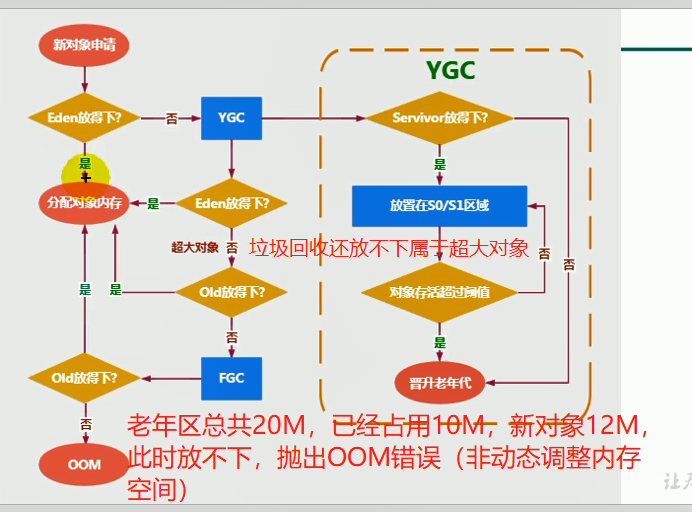 新对象申请
YGC
Eden放得下?
否
YGC
Servivor放得下?
是
是
分配对象内存
是
Eden放得下?
放置在S0/S1区域
超大对象
否
垃圾回收还放不下属于超大对象
否
否
是
是
Old放得下?
对象存活超过阈值
否
是
Old放得下?
FGC
晋升老年代
否
老年区总共20M，已经占用10M，新对象12M，
此时放不下，抛出OOM错误（非动态调整内存
空间）
OOM